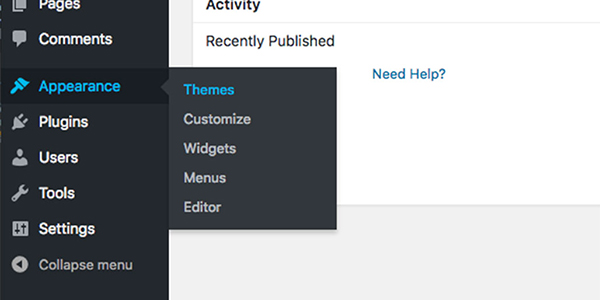 Pages
Comments
Appearance
Plugins
Users
Tools
Settings
Collapse menu
Themes
Customize
Widgets
Menus
Editor
Activity
Recently Published
Need Help?